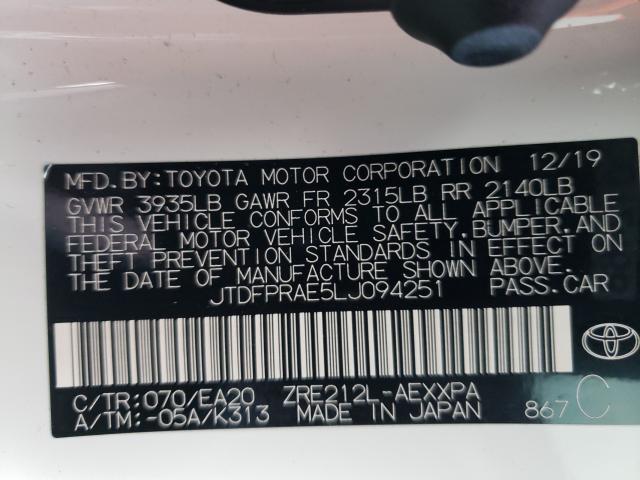 MFD. BY: TOYOTA MOTOR CORPORATION 12/19
GVWR 3935LB GAWR FR 2315LB RR 2140LB
THIS VEHICLE CONFORMS TO ALL APPLICABLE
FEDERAL MOTOR VEHICLE SAFETY, BUMPER, AND
THEFT PREVENTION STANDARDS IN EFFECT ON
THE DATE OF MANUFACTURE SHOWN ABOVE.
JTDFPRAE5LJ094251 PASS. CAR
C/TR: 070/EA20 ZRE212L-AEXXPA
A/TM: -05A/K313 MADE IN JAPAN 867 C